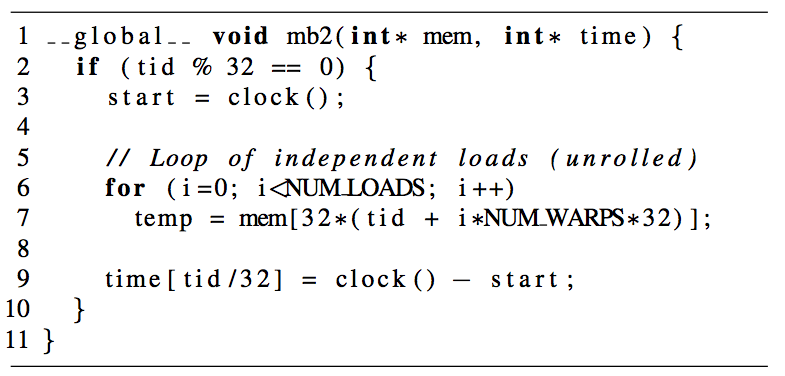 1 __global__ void mb2(int* mem, int* time) {
2   if (tid % 32 == 0) {
3     start = clock();
4
5     // Loop of independent loads (unrolled)
6     for (i=0; i<NUM_LOADS; i++)
7       temp = mem[32*(tid + i*NUM_WARPS*32)];
8
9     time[tid/32] = clock() − start;
10   }
11 }